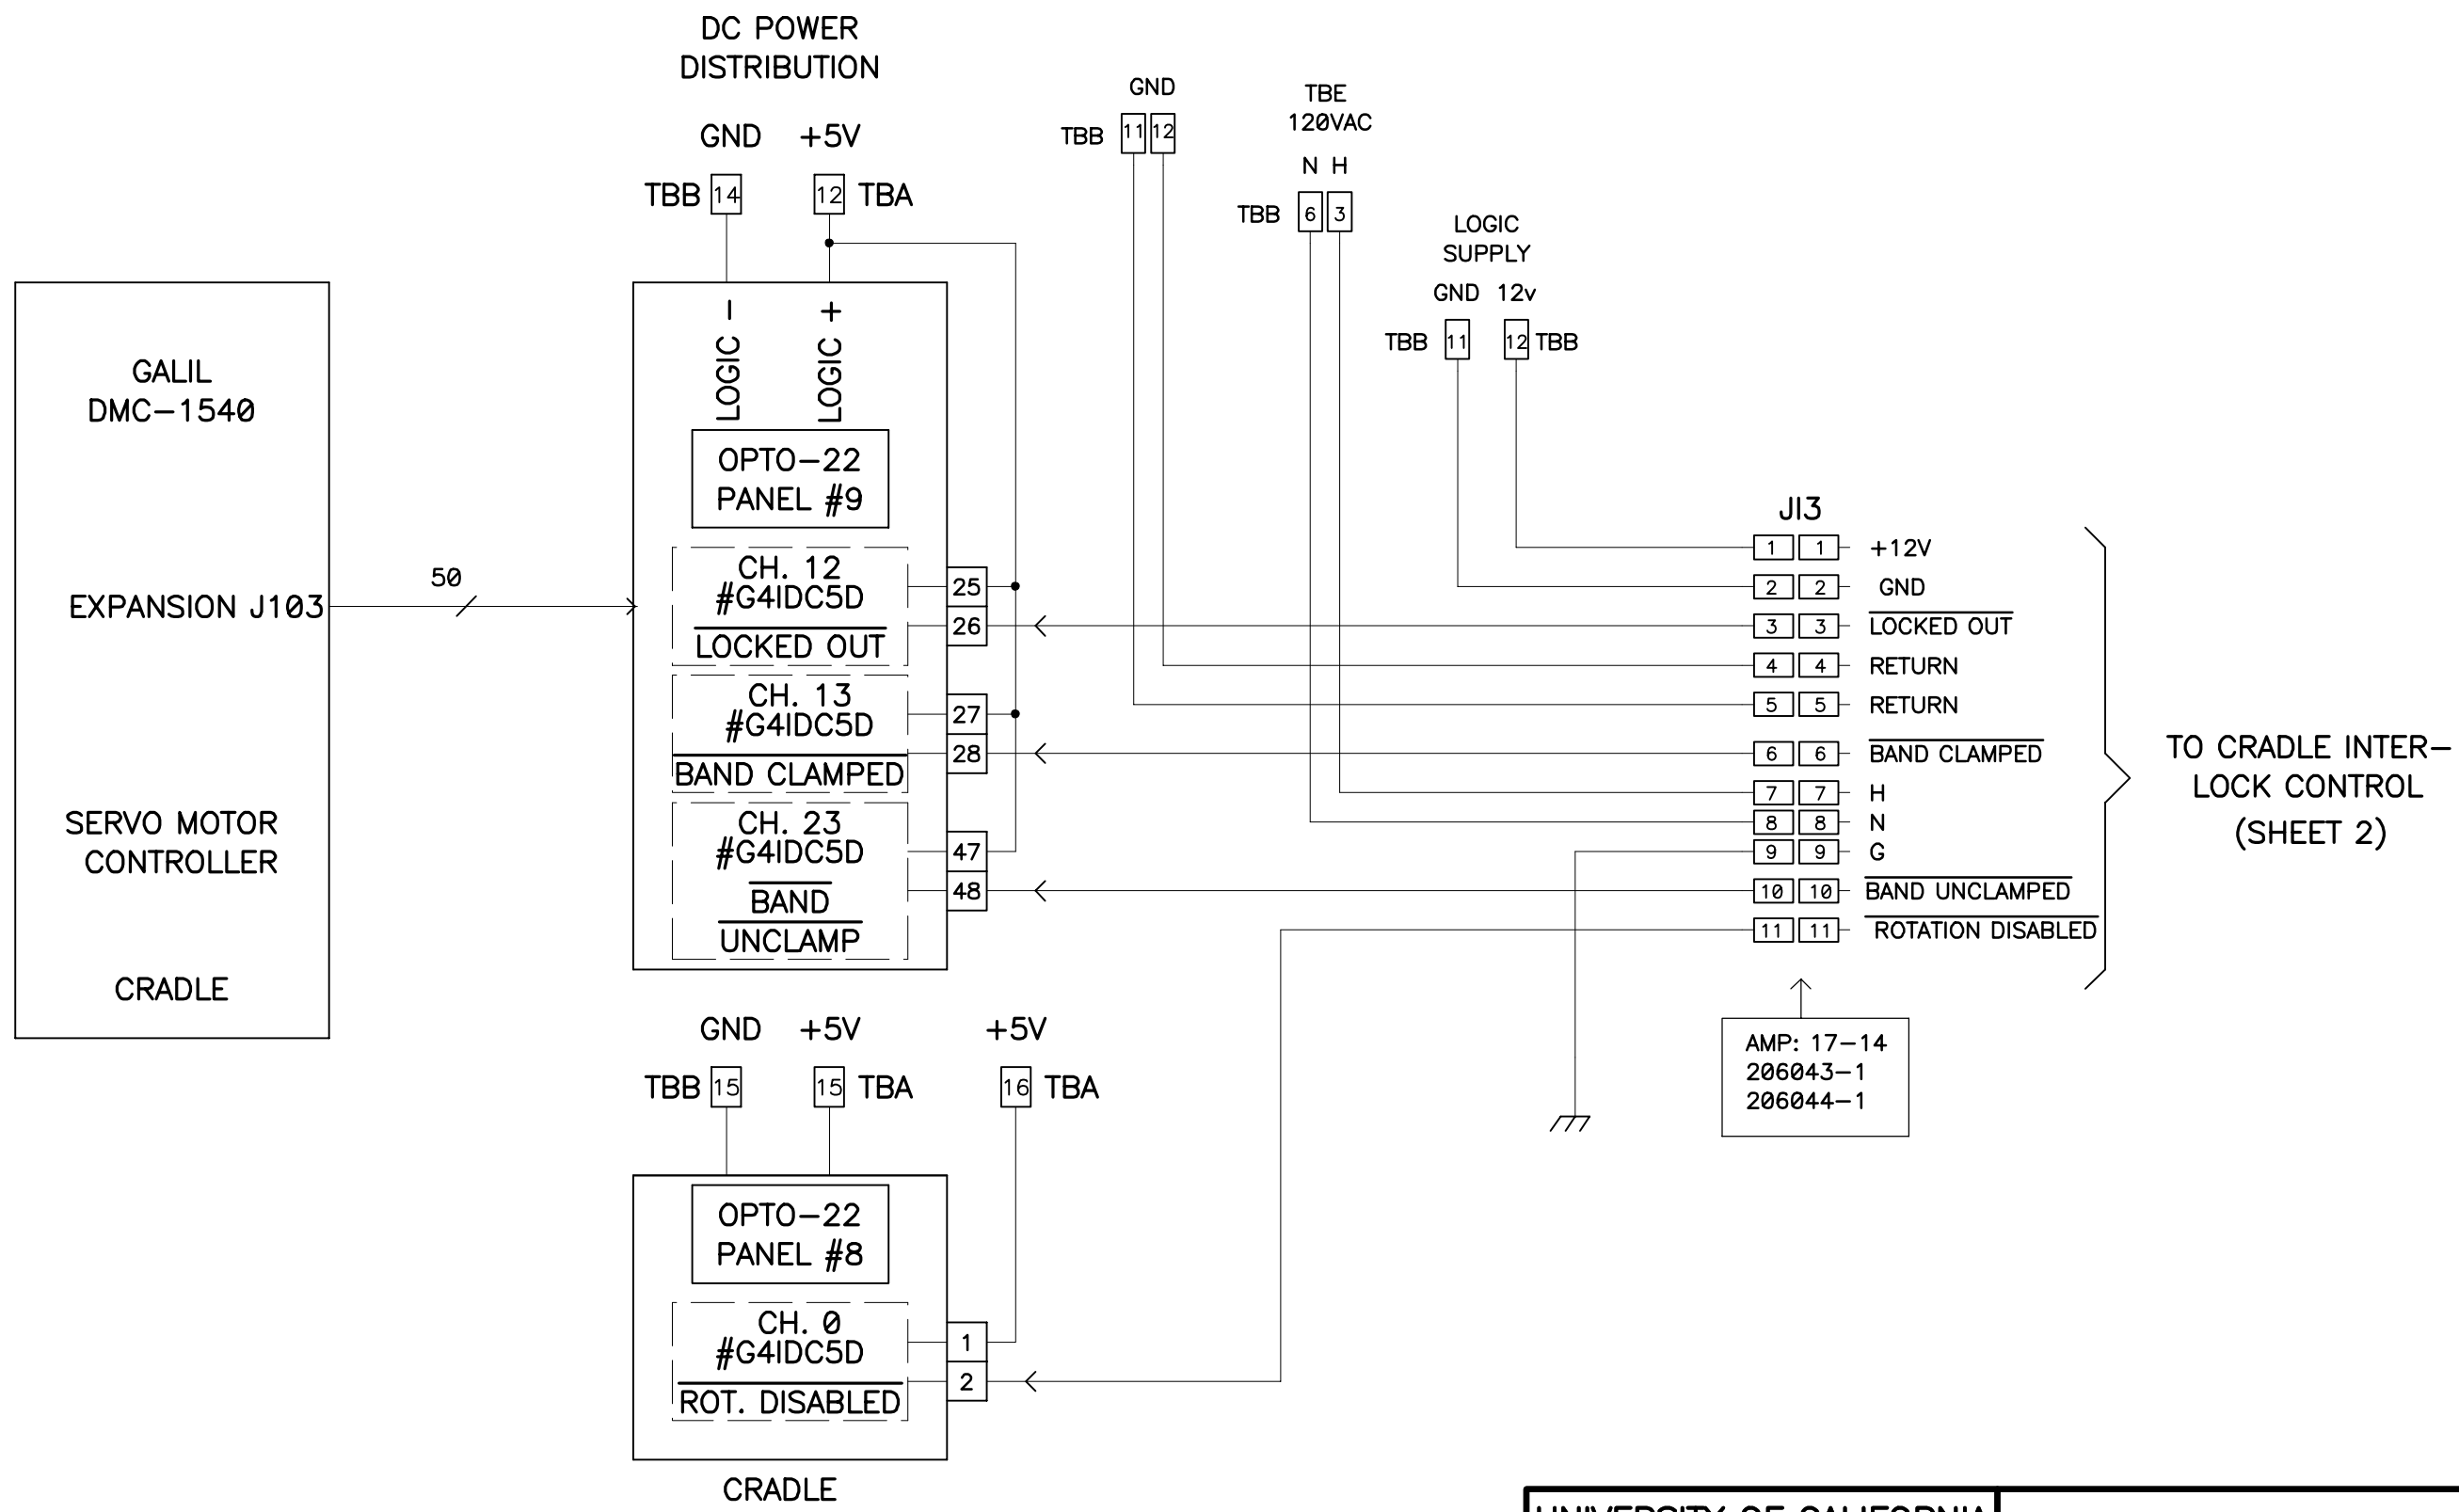 DC POWER
DISTRIBUTION
GND +5V
TBB 14 12 TBA
GND
TBB 11 12
TBE
120VAC
N H
TBB 6 3
LOGIC
SUPPLY
GND 12v
TBB 11 12 TBB
GALIL
DMC-1540
EXPANSION J103
50
SERVO MOTOR
CONTROLLER
CRADLE
LOGIC -
LOGIC +
OPTO-22
PANEL #9
CH. 12
#G4IDC5D
LOCKED OUT
25
26
CH. 13
#G4IDC5D
BAND CLAMPED
27
28
CH. 23
#G4IDC5D
BAND
UNCLAMP
47
48
JI3
1 1 +12V
2 2 GND
3 3 LOCKED OUT
4 4 RETURN
5 5 RETURN
6 6 BAND CLAMPED
7 7 H
8 8 N
9 9 G
10 10 BAND UNCLAMPED
11 11 ROTATION DISABLED
TO CRADLE INTER-
LOCK CONTROL
(SHEET 2)
AMP: 17-14
206043-1
206044-1
GND +5V +5V
TBB 15 15 TBA 16 TBA
OPTO-22
PANEL #8
CH. 0
#G4IDC5D
ROT. DISABLED
1
2
CRADLE
UNIVERSITY OF CALIFORNIA